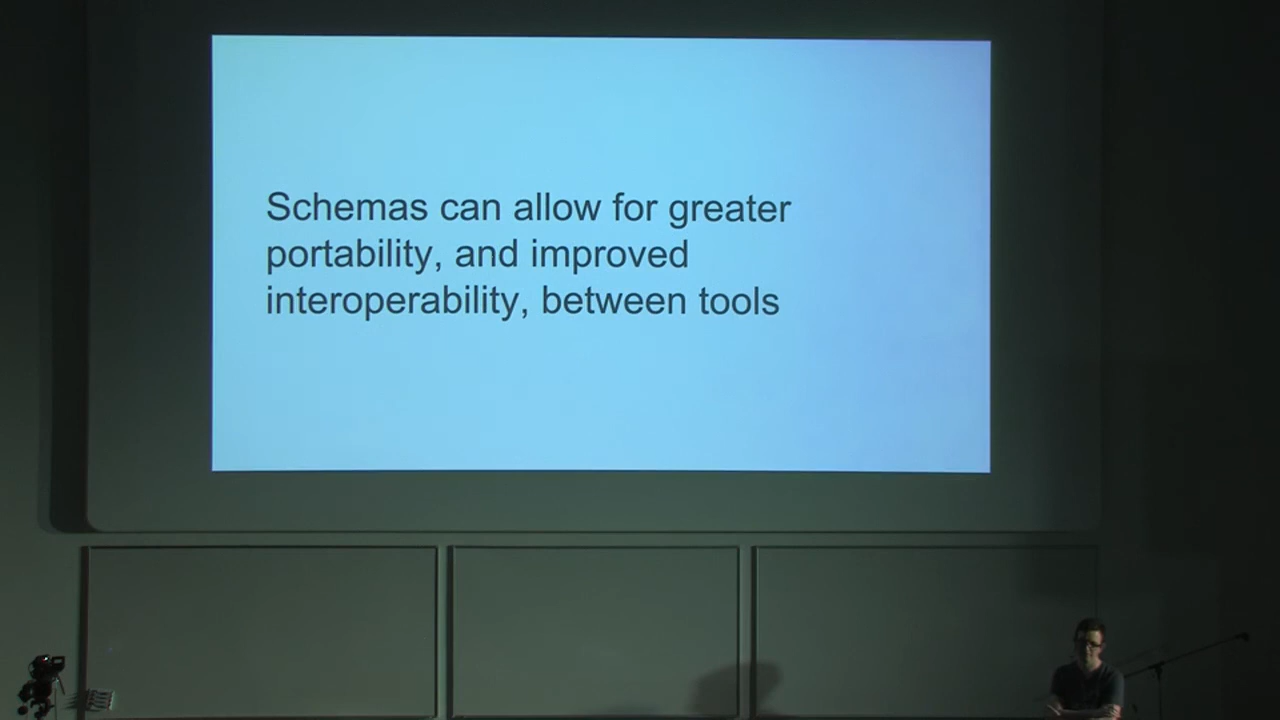 Schemas can allow for greater
portability, and improved
interoperability, between tools